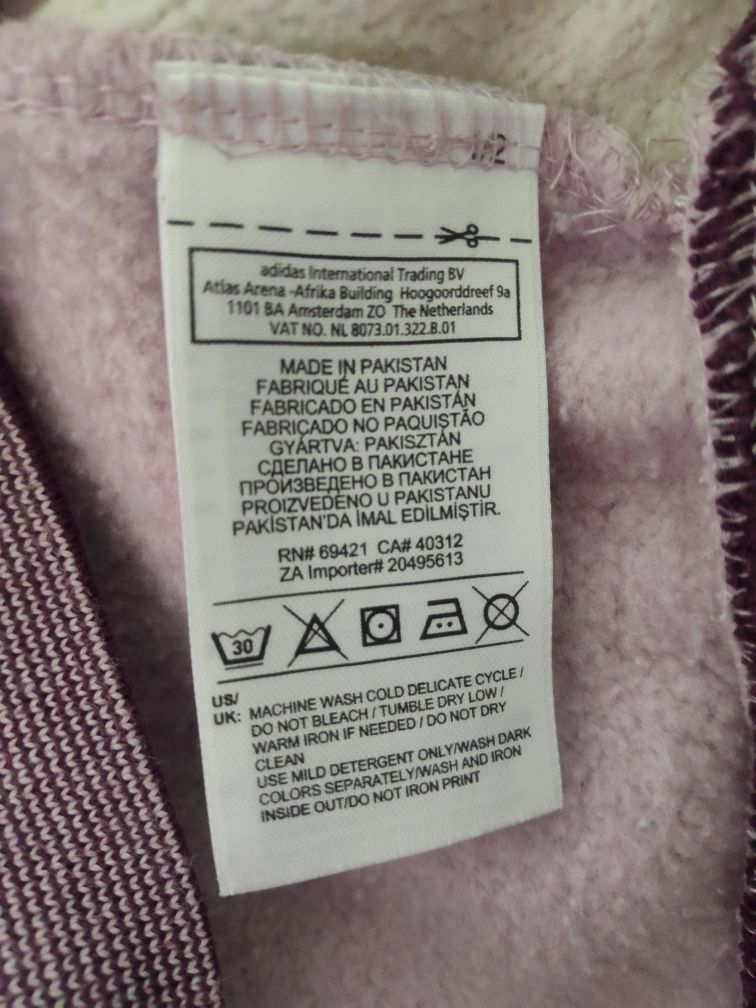 adidas International Trading BV
Atlas Arena -Afrika Building Hoogoorddreef 9a
1101 BA Amsterdam ZO The Netherlands
VAT NO. NL 8073.01.322.B.01
MADE IN PAKISTAN
FABRIQUÉ AU PAKISTAN
FABRICADO EN PAKISTÁN
FABRICADO NO PAQUISTÃO
GYÁRTVA: PAKISZTÁN
СДЕЛАНО В ПАКИСТАНЕ
ПРОИЗВЕДЕНО В ПАКИСТАН
PROIZVEDENO U PAKISTANU
PAKİSTAN'DA İMAL EDİLMİŞTİR.
RN# 69421 CA# 40312
ZA Importer# 20495613
30
US/
UK: MACHINE WASH COLD DELICATE CYCLE /
DO NOT BLEACH / TUMBLE DRY LOW /
WARM IRON IF NEEDED / DO NOT DRY
CLEAN
USE MILD DETERGENT ONLY/WASH DARK
COLORS SEPARATELY/WASH AND IRON
INSIDE OUT/DO NOT IRON PRINT